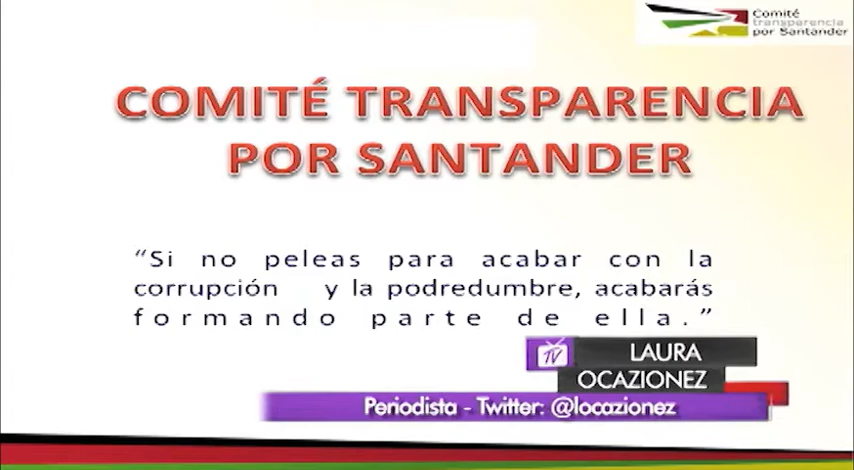 Comité
transparencia
por Santander
COMITÉ TRANSPARENCIA
POR SANTANDER
“Si no peleas para acabar con la
corrupción y la podredumbre, acabarás
formando parte de ella.”
TV
LAURA
OCAZIONEZ
Periodista - Twitter: @locazionez